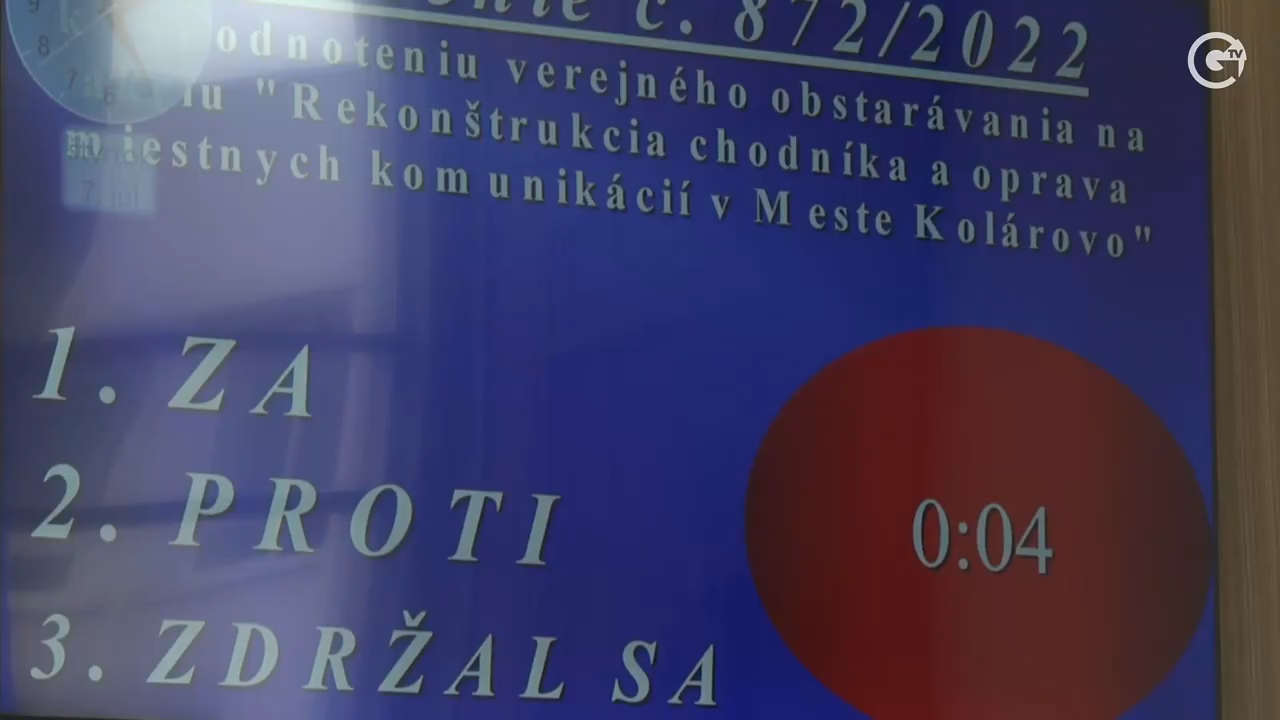 č. 872/2022
verejného obstarávania na
"Rekonštrukcia chodníka a oprava
miestnych komunikácií v Meste Kolárovo"
1. ZA
2. PROTI
3. ZDRŽAL SA
0:04
TV